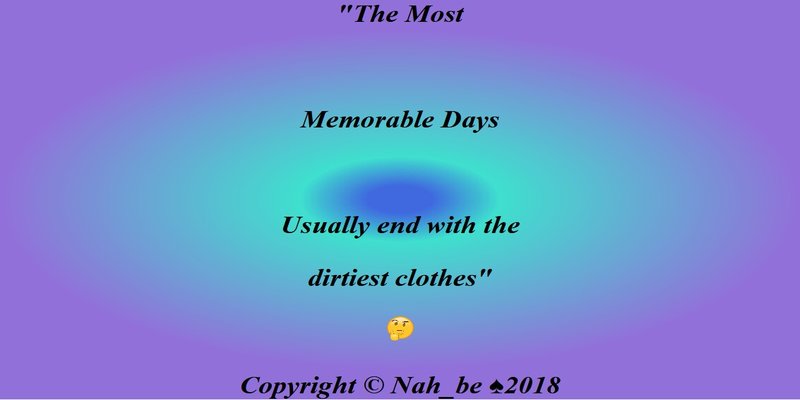 "The Most
Memorable Days
Usually end with the
dirtiest clothes"
🤔
Copyright © Nah_be ♠2018